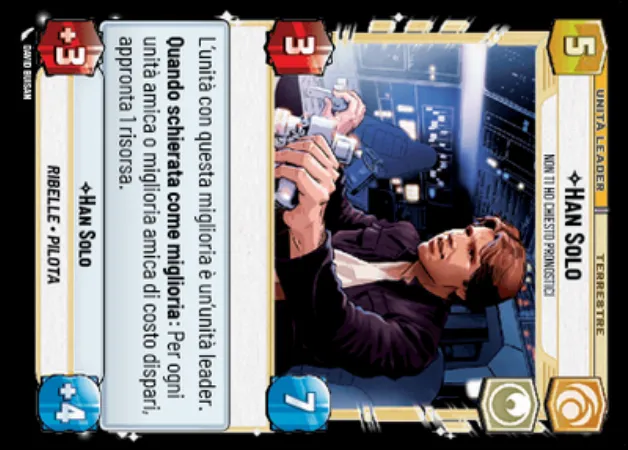 5
UNITÀ LEADER
TERRESTRE
✧HAN SOLO
NON TI HO CHIESTO PRONOSTICI
3
7
L'unità con questa miglioria è un'unità leader.
Quando schierata come miglioria: Per ogni
unità amica o miglioria amica di costo dispari,
appronta 1 risorsa.
+3
✧HAN SOLO
RIBELLE • PILOTA
+4
DAVID BUISAN